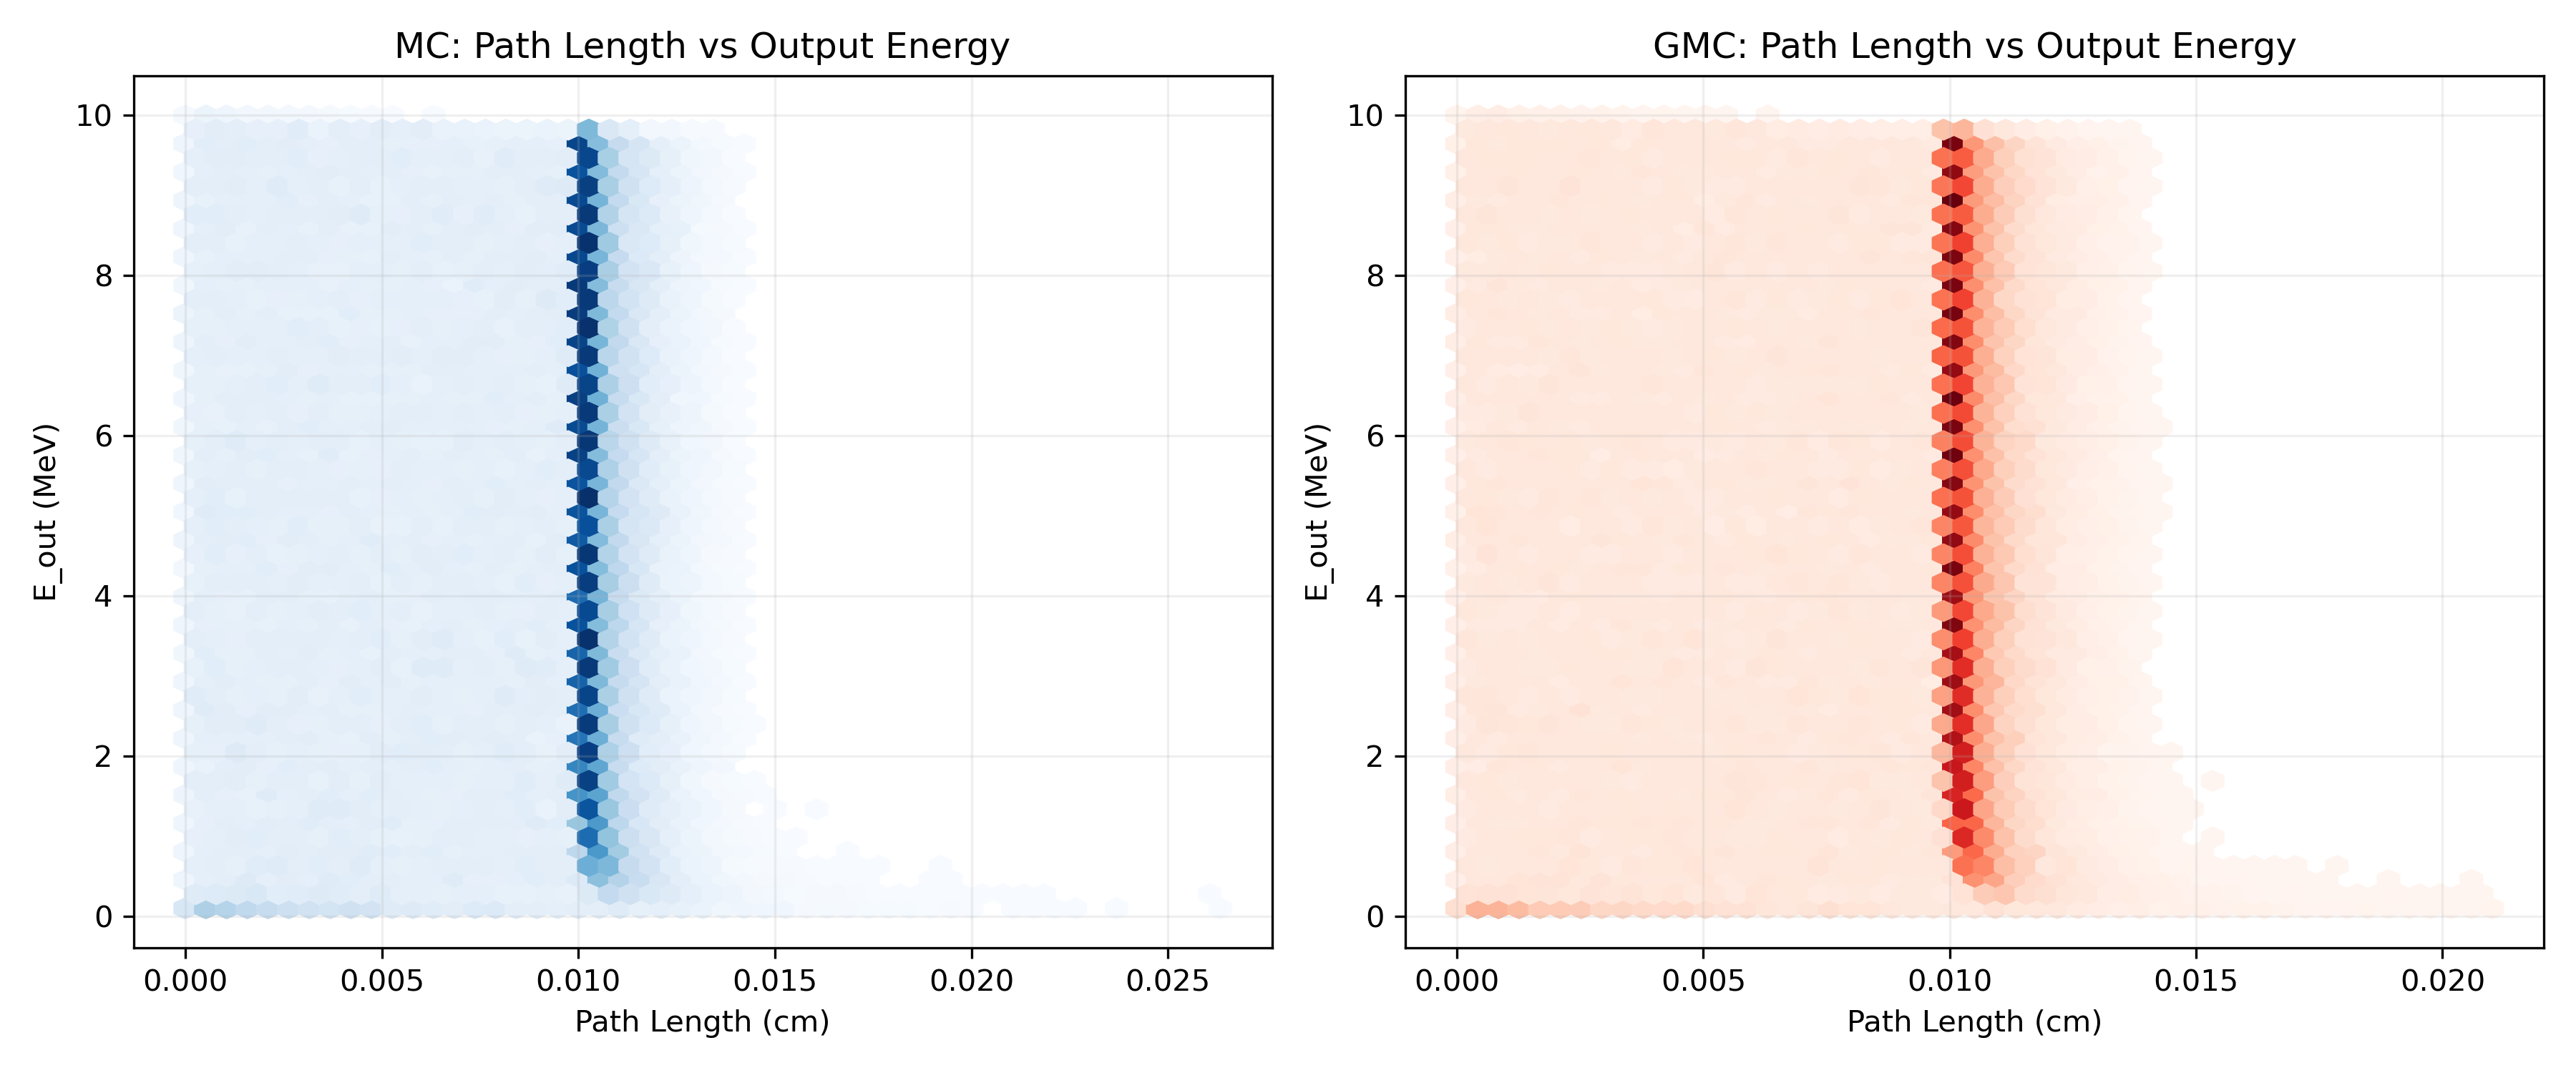 MC: Path Length vs Output Energy
10
8
6
4
2
0
E_out (MeV)
0.000 0.005 0.010 0.015 0.020 0.025
Path Length (cm)
GMC: Path Length vs Output Energy
10
8
6
4
2
0
E_out (MeV)
0.000 0.005 0.010 0.015 0.020
Path Length (cm)